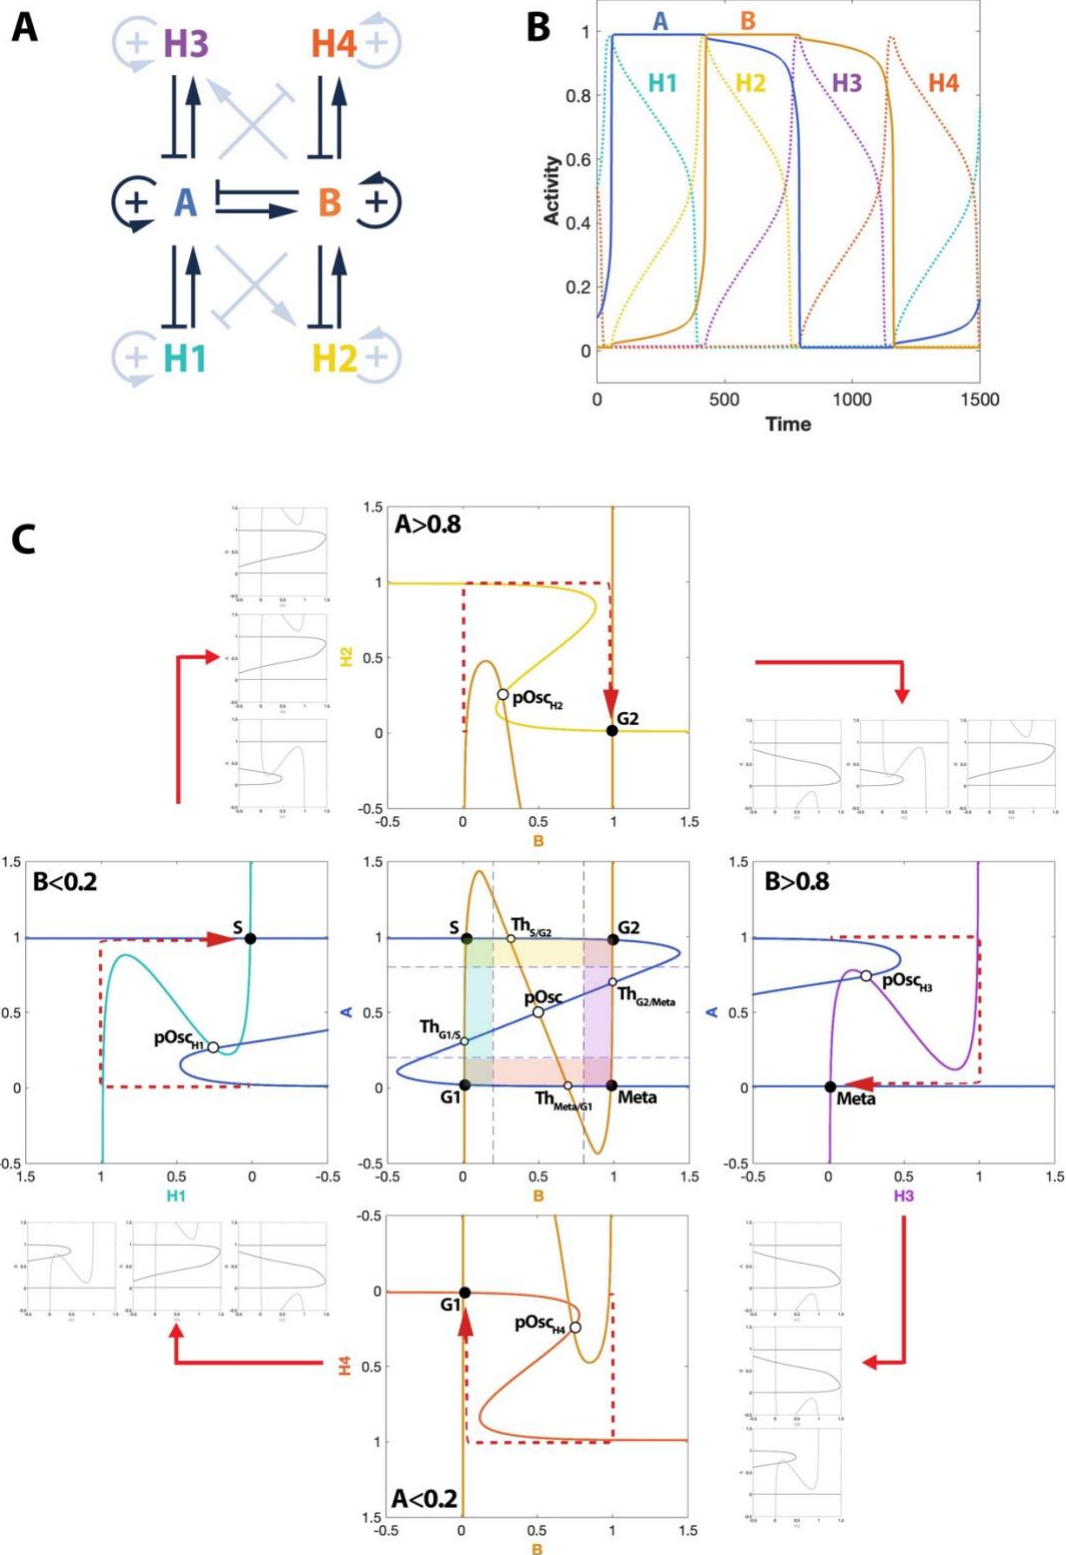 A
H3
H4
+
+
+
A
B
+
H1
H2
+
+
B
A
B
H1
H2
H3
H4
1
0.8
0.6
0.4
0.2
0
Activity
0
500
1000
1500
Time
C
A>0.8
1.5
1
0.5
0
-0.5
H2
pOscH2
G2
-0.5
0
0.5
1
1.5
B
B<0.2
1.5
1
0.5
0
-0.5
S
pOscH1
1.5
1
0.5
0
-0.5
H1
1.5
1
0.5
0
-0.5
A
S
ThS/G2
G2
pOsc
ThG2/Meta
ThG1/S
G1
ThMeta/G1
Meta
-0.5
0
0.5
1
1.5
B
B>0.8
1.5
1
0.5
0
-0.5
A
pOscH3
Meta
-0.5
0
0.5
1
1.5
H3
-0.5
0
0.5
1
1.5
H4
G1
pOscH4
A<0.2
-0.5
0
0.5
1
1.5
B